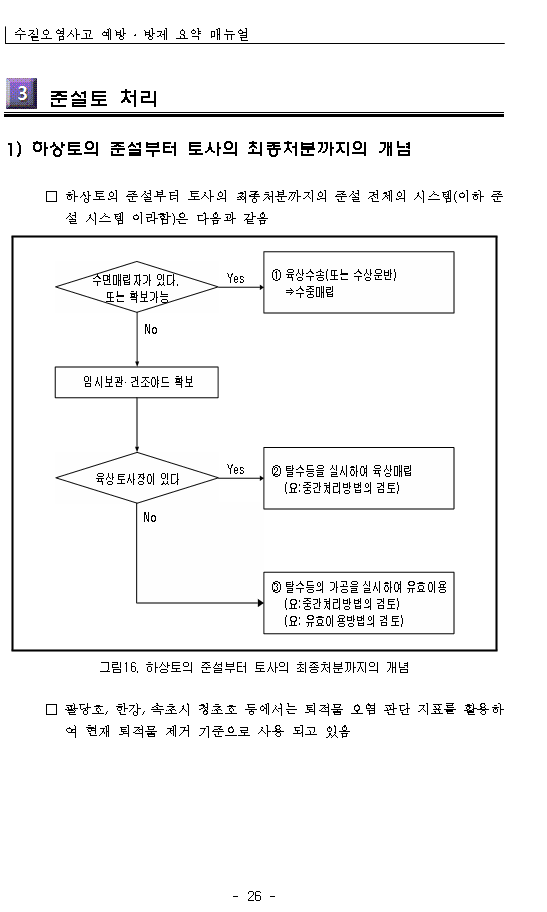 수질오염사고 예방·방제 요약 매뉴얼
3 준설토 처리
1) 하상토의 준설부터 토사의 최종처분까지의 개념
□ 하상토의 준설부터 토사의 최종처분까지의 준설 전체의 시스템(이하 준
설 시스템 이라함)은 다음과 같음
수면매립지가 있다.
또는 확보가능
Yes
① 육상수송(또는 수상운반)
⇒수중매립
No
임시보관·건조야드 확보
육상토사장이 있다
Yes
② 탈수등을 실시하여 육상매립
(요:중간처리방법의 검토)
No
③ 탈수등의 가공을 실시하여 유효이용
(요:중간처리방법의 검토)
(요: 유효이용방법의 검토)
그림16. 하상토의 준설부터 토사의 최종처분까지의 개념
□ 팔당호, 한강, 속초시 청초호 등에서는 퇴적물 오염 판단 지표를 활용하
여 현재 퇴적물 제거 기준으로 사용 되고 있음
- 26 -